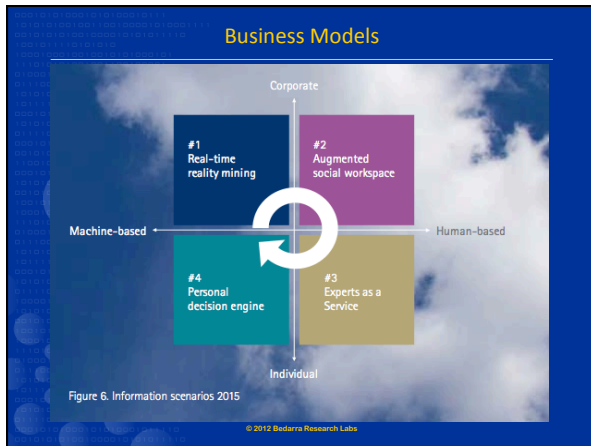 Business Models
Corporate
#1
Real-time
reality mining
#2
Augmented
social workspace
Machine-based
Human-based
#4
Personal
decision engine
#3
Experts as a
Service
Individual
Figure 6. Information scenarios 2015
© 2012 Bedarra Research Labs